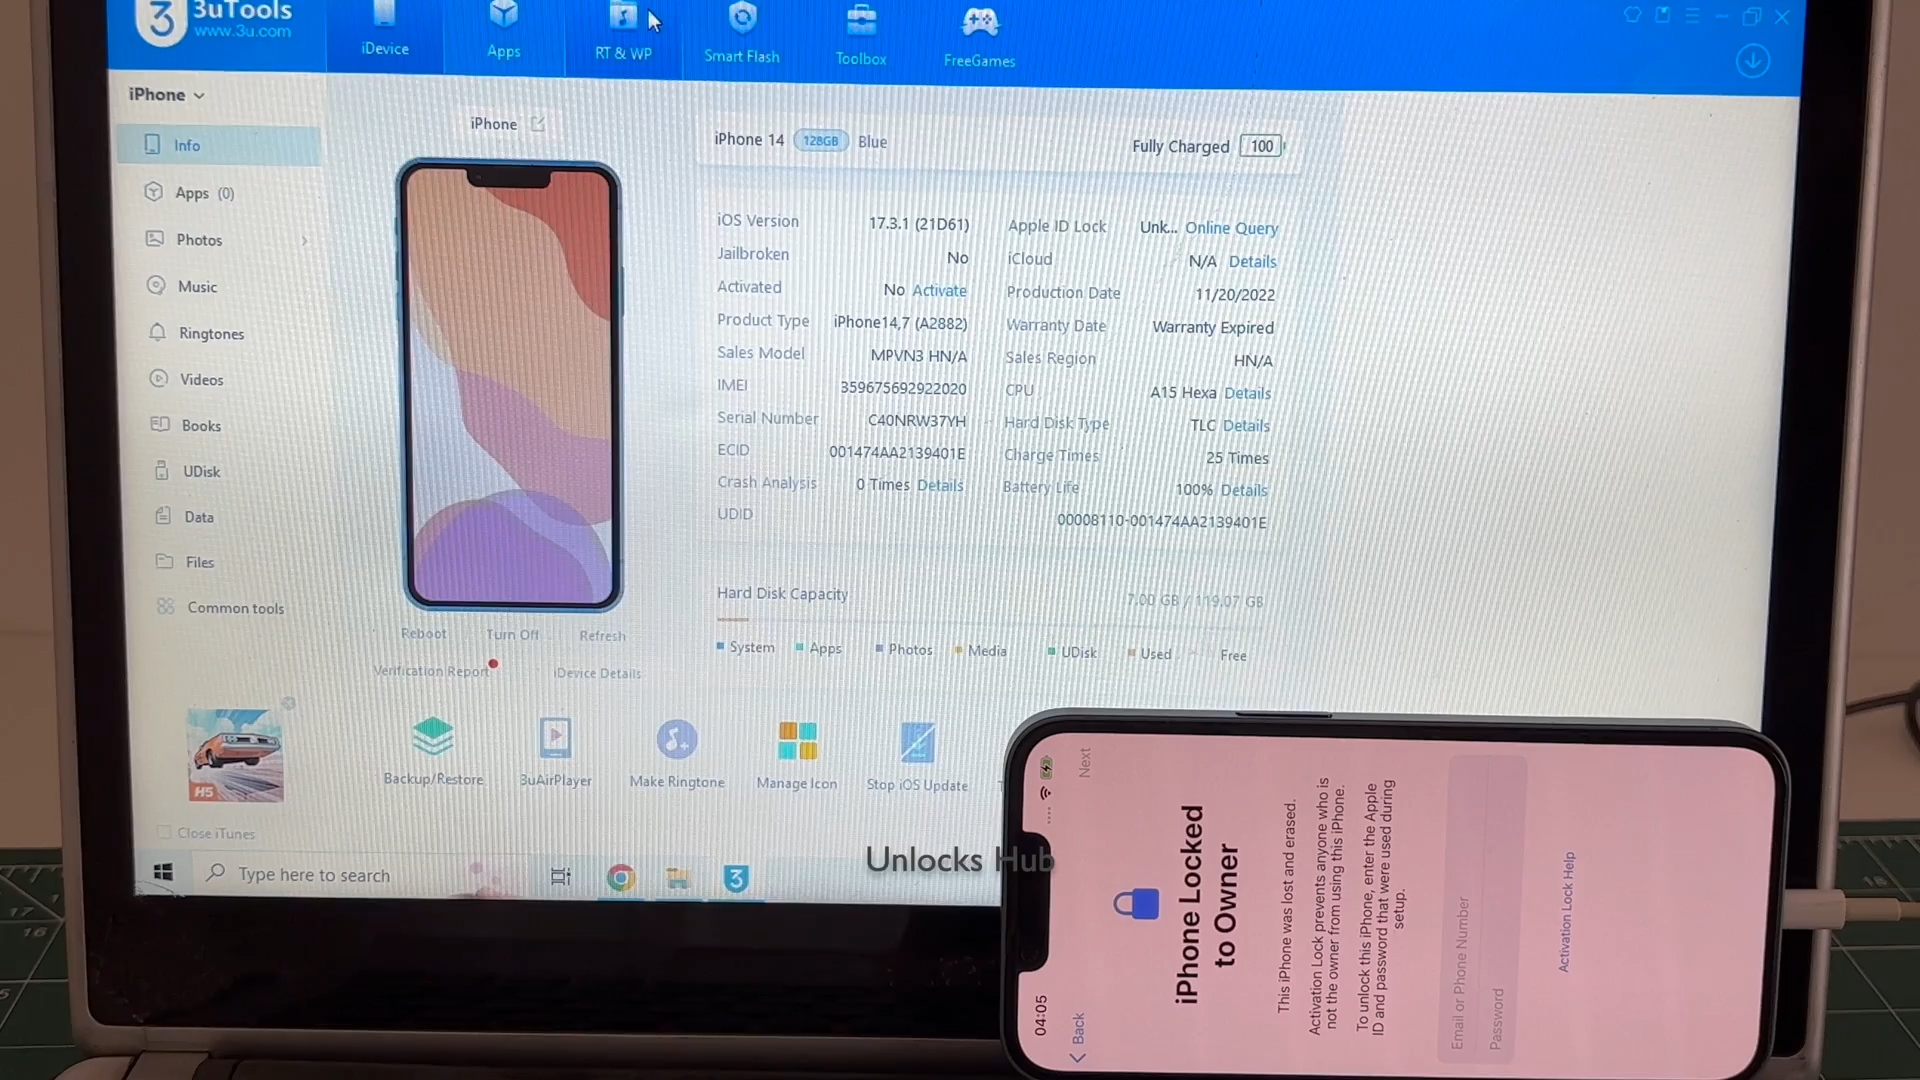 3uTools
www.3u.com
iDevice
Apps
RT & WP
Smart Flash
Toolbox
FreeGames
iPhone
Info
Apps (0)
Photos
Music
Ringtones
Videos
Books
UDisk
Data
Files
Common tools
H5
Close iTunes
iPhone
Reboot Turn Off Refresh
Verification Report iDevice Details
iPhone 14 128GB Blue Fully Charged 100
iOS Version 17.3.1 (21D61) Apple ID Lock Unk... Online Query
Jailbroken No iCloud N/A Details
Activated No Activate Production Date 11/20/2022
Product Type iPhone14,7 (A2882) Warranty Date Warranty Expired
Sales Model MPVN3 HN/A Sales Region HN/A
IMEI 359675692922020 CPU A15 Hexa Details
Serial Number C40NRW37YH Hard Disk Type TLC Details
ECID 001474AA2139401E Charge Times 25 Times
Crash Analysis 0 Times Details Battery Life 100% Details
UDID 00008110-001474AA2139401E
Hard Disk Capacity 7.00 GB / 119.07 GB
System Apps Photos Media UDisk Used Free
Backup/Restore 3uAirPlayer Make Ringtone Manage Icon Stop iOS Update
Type here to search
3
Unlocks Hub
04:05
Back Next
iPhone Locked
to Owner
This iPhone was lost and erased.
Activation Lock prevents anyone who is
not the owner from using this iPhone.
To unlock this iPhone, enter the Apple
ID and password that were used during
setup.
Email or Phone Number
Password
Activation Lock Help
17
16
16